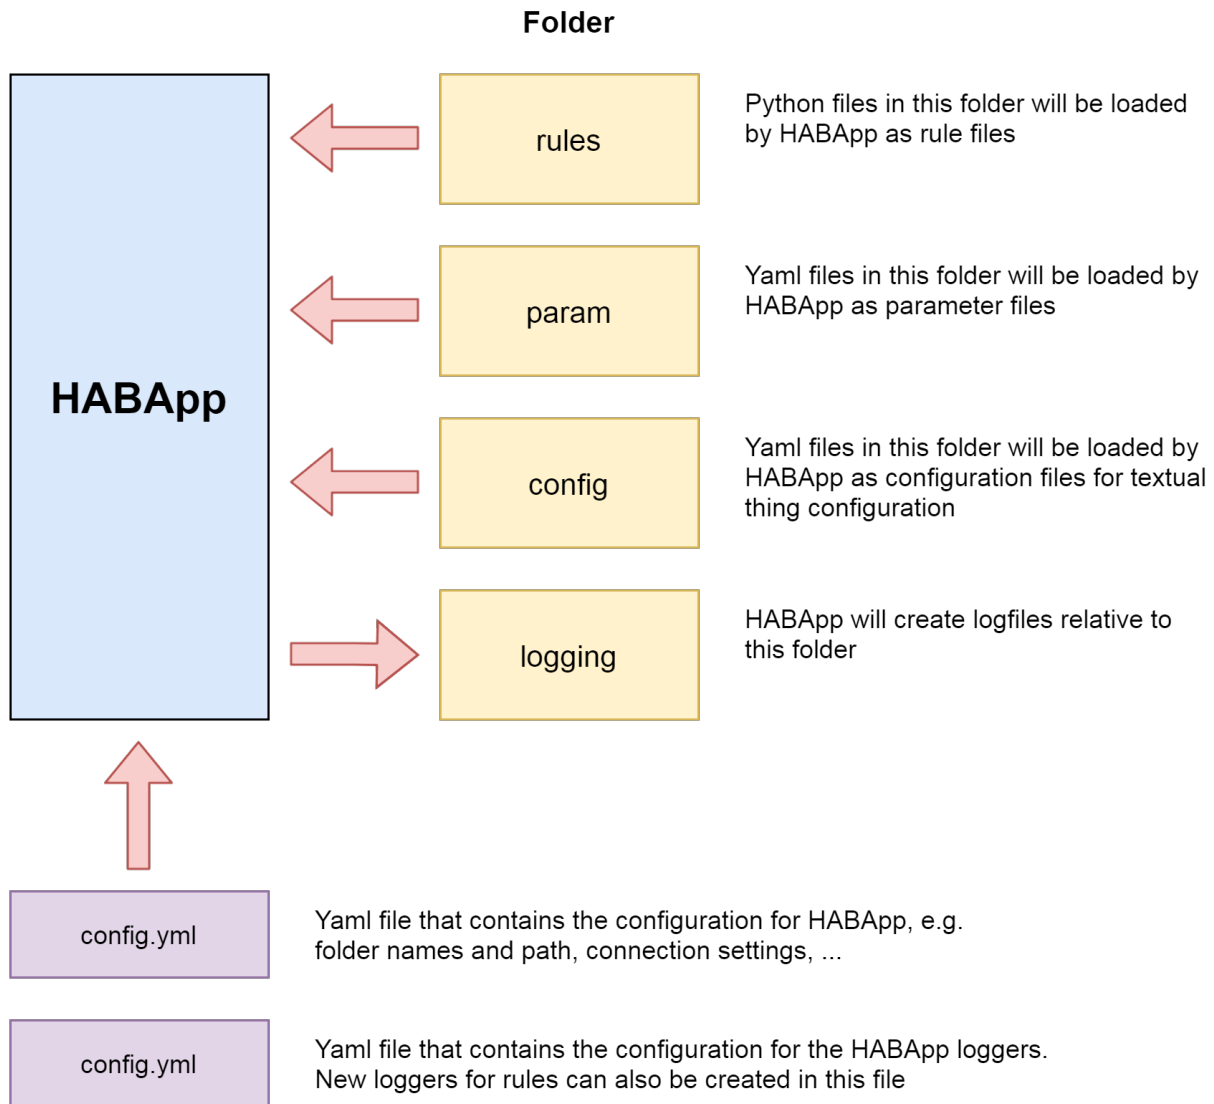 Folder
HABApp
rules
Python files in this folder will be loaded
by HABApp as rule files
param
Yaml files in this folder will be loaded by
HABApp as parameter files
config
Yaml files in this folder will be loaded by
HABApp as configuration files for textual
thing configuration
logging
HABApp will create logfiles relative to
this folder
config.yml
Yaml file that contains the configuration for HABApp, e.g.
folder names and path, connection settings, ...
config.yml
Yaml file that contains the configuration for the HABApp loggers.
New loggers for rules can also be created in this file